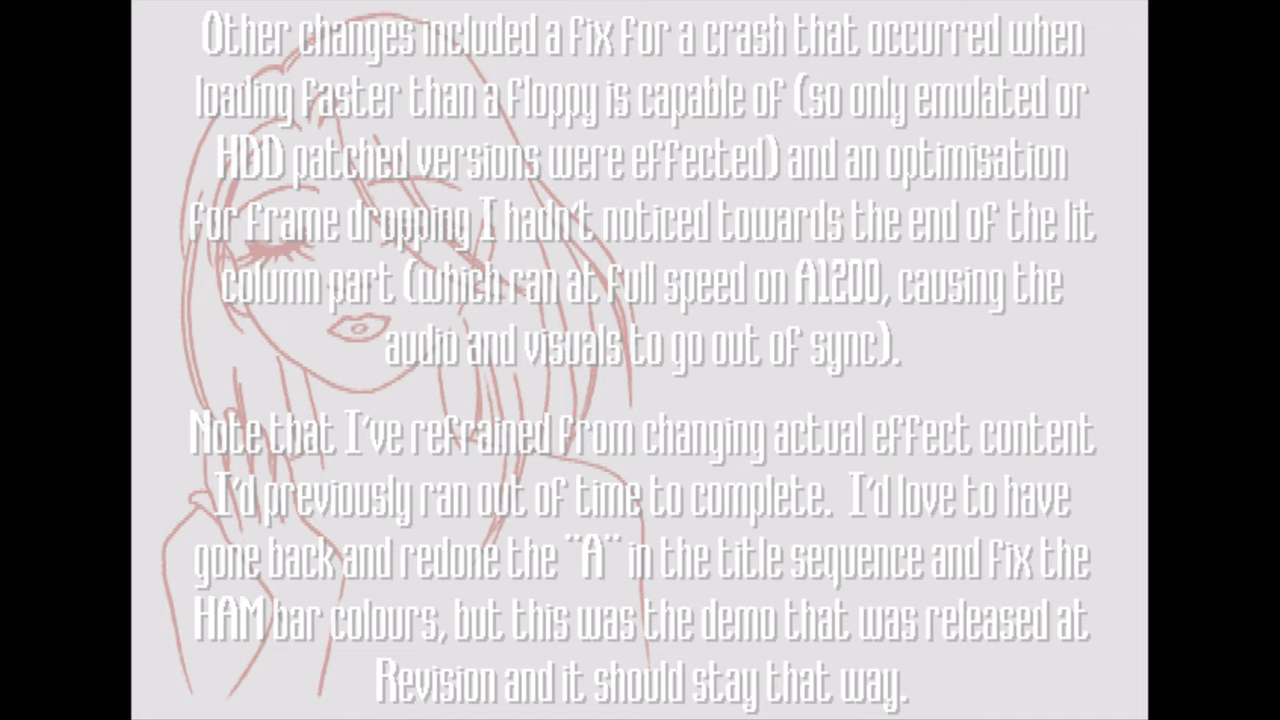 Other changes included a fix for a crash that occurred when
loading faster than a floppy is capable of (so only emulated or
HDD patched versions were effected) and an optimisation
for frame dropping I hadn't noticed towards the end of the lit
column part (which ran at full speed on A1200, causing the
audio and visuals to go out of sync).
Note that I've refrained from changing actual effect content
I'd previously ran out of time to complete.  I'd love to have
gone back and redone the "A" in the title sequence and fix the
HAM bar colours, but this was the demo that was released at
Revision and it should stay that way.